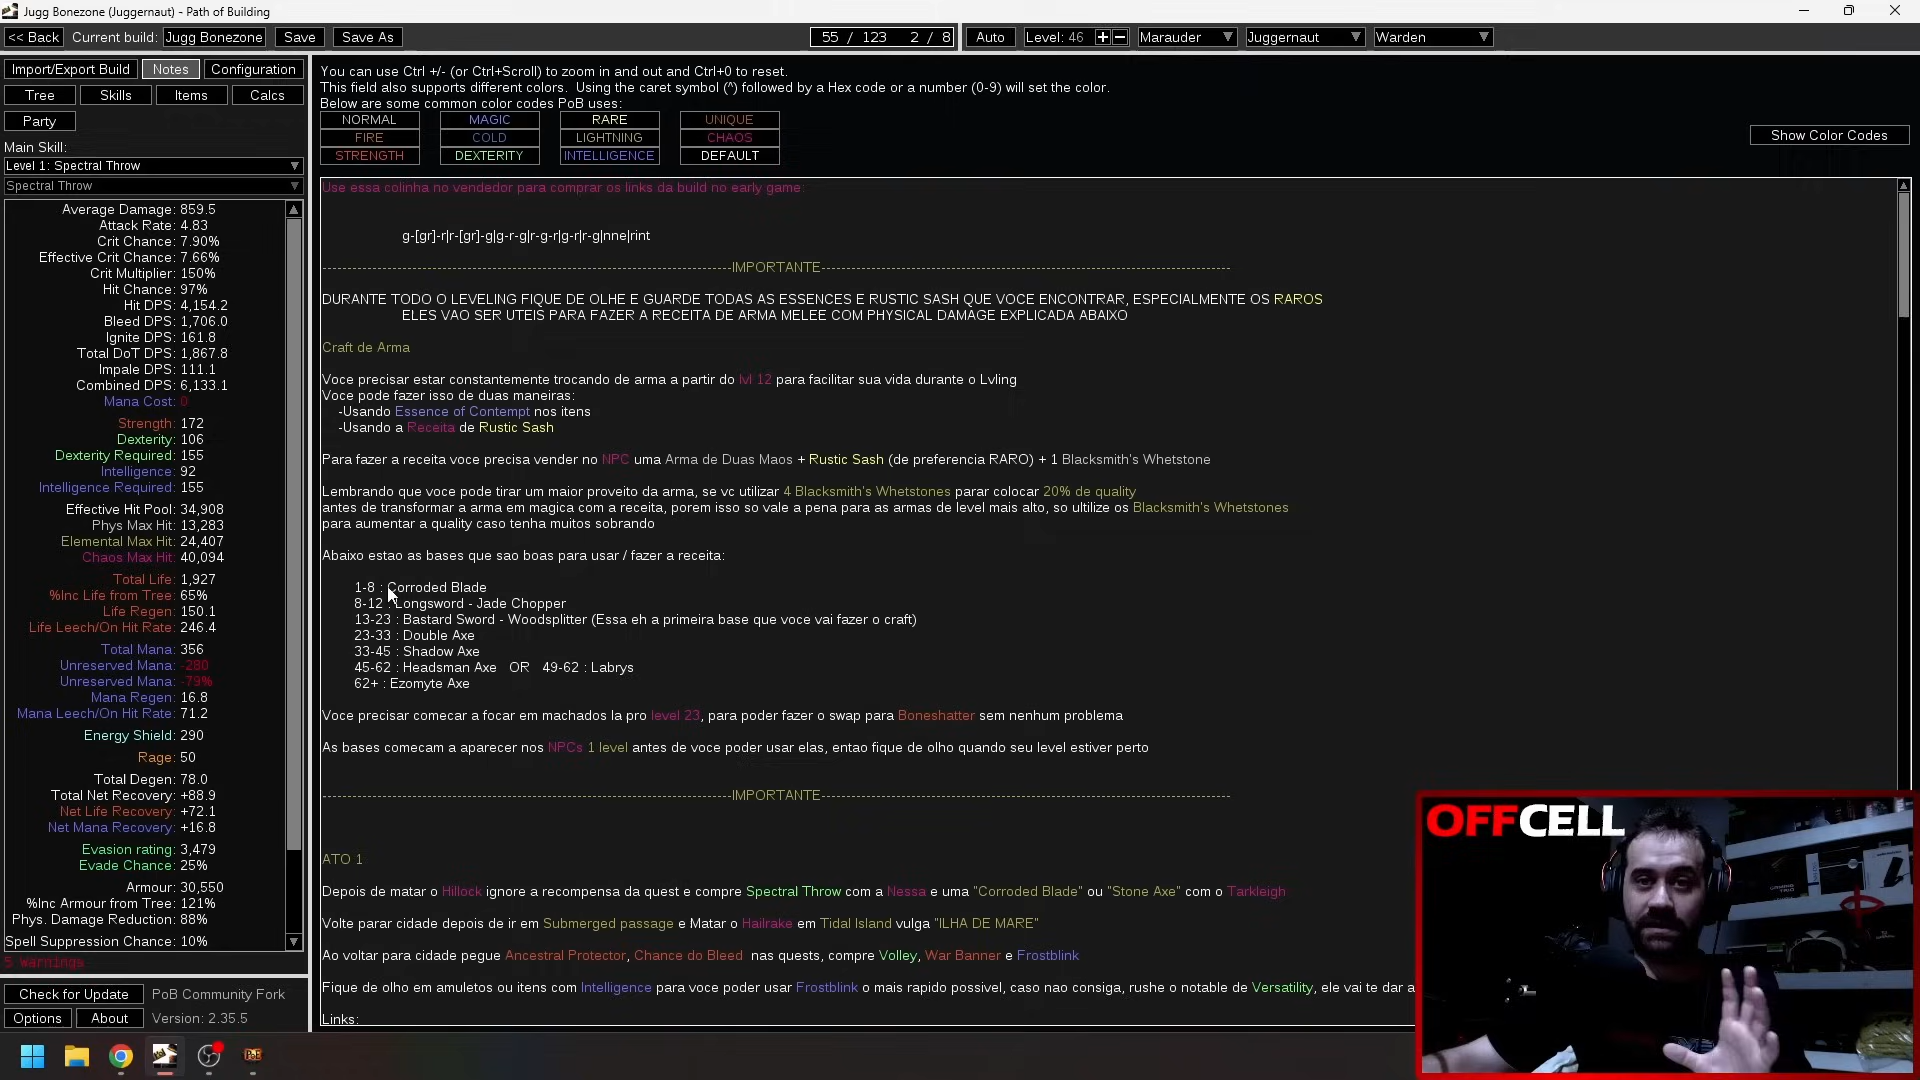 Jugg Bonezone (Juggernaut) - Path of Building
<< Back Current build: Jugg Bonezone Save Save As 55 / 123 2 / 8 Auto Level: 46 + - Marauder Juggernaut Warden
Import/Export Build Notes Configuration
Tree Skills Items Calcs
Party
Main Skill:
Level 1: Spectral Throw
Spectral Throw
Average Damage: 859.5
Attack Rate: 4.83
Crit Chance: 7.90%
Effective Crit Chance: 7.66%
Crit Multiplier: 150%
Hit Chance: 97%
Hit DPS: 4,154.2
Bleed DPS: 1,706.0
Ignite DPS: 161.8
Total DoT DPS: 1,867.8
Impale DPS: 111.1
Combined DPS: 6,133.1
Mana Cost: 0
Strength: 172
Dexterity: 106
Dexterity Required: 155
Intelligence: 92
Intelligence Required: 155
Effective Hit Pool: 34,908
Phys Max Hit: 13,283
Elemental Max Hit: 24,407
Chaos Max Hit: 40,094
Total Life: 1,927
%Inc Life from Tree: 65%
Life Regen: 150.1
Life Leech/On Hit Rate: 246.4
Total Mana: 356
Unreserved Mana: -280
Unreserved Mana: -79%
Mana Regen: 16.8
Mana Leech/On Hit Rate: 71.2
Energy Shield: 290
Rage: 50
Total Degen: 78.0
Total Net Recovery: +88.9
Net Life Recovery: +72.1
Net Mana Recovery: +16.8
Evasion rating: 3,479
Evade Chance: 25%
Armour: 30,550
%Inc Armour from Tree: 121%
Phys. Damage Reduction: 88%
Spell Suppression Chance: 10%
5 Warnings
Check for Update PoB Community Fork
Options About Version: 2.35.5
You can use Ctrl +/- (or Ctrl+Scroll) to zoom in and out and Ctrl+0 to reset.
This field also supports different colors. Using the caret symbol (^) followed by a Hex code or a number (0-9) will set the color.
Below are some common color codes PoB uses:
NORMAL MAGIC RARE UNIQUE
FIRE COLD LIGHTNING CHAOS
STRENGTH DEXTERITY INTELLIGENCE DEFAULT
Show Color Codes
Use essa colinha no vendedor para comprar os links da build no early game:
g-[gr]-r|r-[gr]-g|g-r-g|r-g-r|g-r|r-g|nne|rint
--------------------------------------------------------------------------------IMPORTANTE--------------------------------------------------------------------------------
DURANTE TODO O LEVELING FIQUE DE OLHE E GUARDE TODAS AS ESSENCES E RUSTIC SASH QUE VOCE ENCONTRAR, ESPECIALMENTE OS RAROS
ELES VAO SER UTEIS PARA FAZER A RECEITA DE ARMA MELEE COM PHYSICAL DAMAGE EXPLICADA ABAIXO
Craft de Arma
Voce precisar estar constantemente trocando de arma a partir do lvl 12 para facilitar sua vida durante o Lvling
Voce pode fazer isso de duas maneiras:
-Usando Essence of Contempt nos itens
-Usando a Receita de Rustic Sash
Para fazer a receita voce precisa vender no NPC uma Arma de Duas Maos + Rustic Sash (de preferencia RARO) + 1 Blacksmith's Whetstone
Lembrando que voce pode tirar um maior proveito da arma, se vc utilizar 4 Blacksmith's Whetstones parar colocar 20% de quality
antes de transformar a arma em magica com a receita, porem isso so vale a pena para as armas de level mais alto, so ultilize os Blacksmith's Whetstones
para aumentar a quality caso tenha muitos sobrando
Abaixo estao as bases que sao boas para usar / fazer a receita:
1-8 : Corroded Blade
8-12 : Longsword - Jade Chopper
13-23 : Bastard Sword - Woodsplitter (Essa eh a primeira base que voce vai fazer o craft)
23-33 : Double Axe
33-45 : Shadow Axe
45-62 : Headsman Axe OR 49-62 : Labrys
62+ : Ezomyte Axe
Voce precisar comecar a focar em machados la pro level 23, para poder fazer o swap para Boneshatter sem nenhum problema
As bases comecam a aparecer nos NPCs 1 level antes de voce poder usar elas, entao fique de olho quando seu level estiver perto
--------------------------------------------------------------------------------IMPORTANTE--------------------------------------------------------------------------------
ATO 1
Depois de matar o Hillock ignore a recompensa da quest e compre Spectral Throw com a Nessa e uma "Corroded Blade" ou "Stone Axe" com o Tarkleigh
Volte parar cidade depois de ir em Submerged passage e Matar o Hailrake em Tidal Island vulga "ILHA DE MARE"
Ao voltar para cidade pegue Ancestral Protector, Chance do Bleed nas quests, compre Volley, War Banner e Frostblink
Fique de olho em amuletos ou itens com Intelligence para voce poder usar Frostblink o mais rapido possivel, caso nao consiga, rushe o notable de Versatility, ele vai te dar a
Links:
OFFCELL